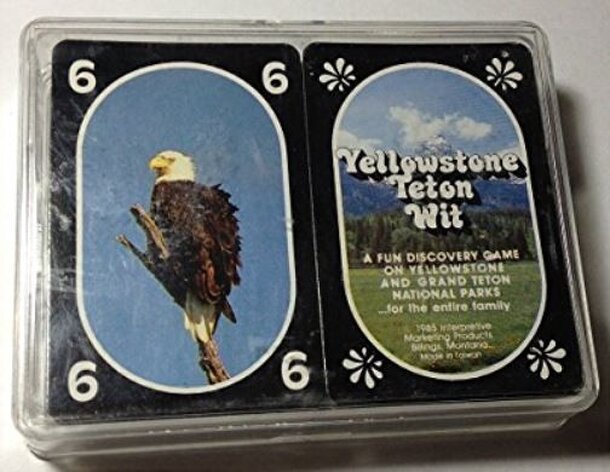 6 6
6 6
Yellowstone
Teton
Wit
A FUN DISCOVERY GAME
ON YELLOWSTONE
AND GRAND TETON
NATIONAL PARKS
...for the entire family
1985 Interpretive
Marketing Products
Billings, Montana...
Made in Taiwan